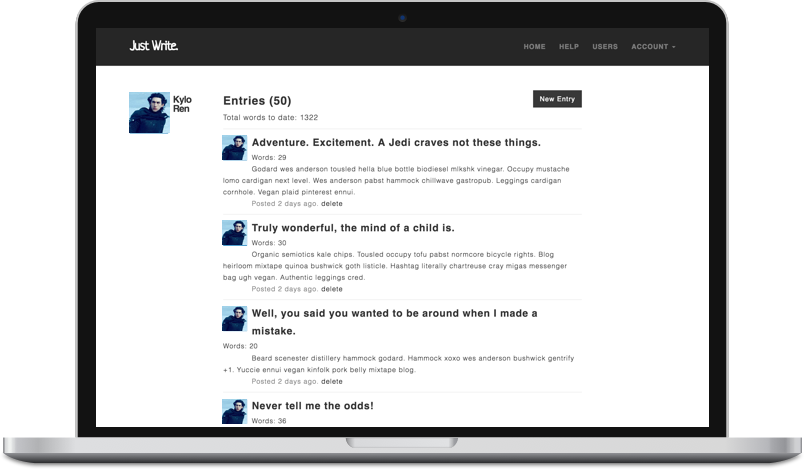 Just Write.
HOME HELP USERS ACCOUNT
Kylo
Ren
Entries (50)
New Entry
Total words to date: 1322
Adventure. Excitement. A Jedi craves not these things.
Words: 29
Godard wes anderson tousled hella blue bottle biodiesel mlkshk vinegar. Occupy mustache
lomo cardigan next level. Wes anderson pabst hammock chillwave gastropub. Leggings cardigan
cornhole. Vegan plaid pinterest ennui.
Posted 2 days ago. delete
Truly wonderful, the mind of a child is.
Words: 30
Organic semiotics kale chips. Tousled occupy tofu pabst normcore bicycle rights. Blog
heirloom mixtape quinoa bushwick goth listicle. Hashtag literally chartreuse cray migas messenger
bag ugh vegan. Authentic leggings cred.
Posted 2 days ago. delete
Well, you said you wanted to be around when I made a
mistake.
Words: 20
Beard scenester distillery hammock godard. Hammock xoxo wes anderson bushwick gentrify
+1. Yuccie ennui vegan kinfolk pork belly mixtape blog.
Posted 2 days ago. delete
Never tell me the odds!
Words: 36